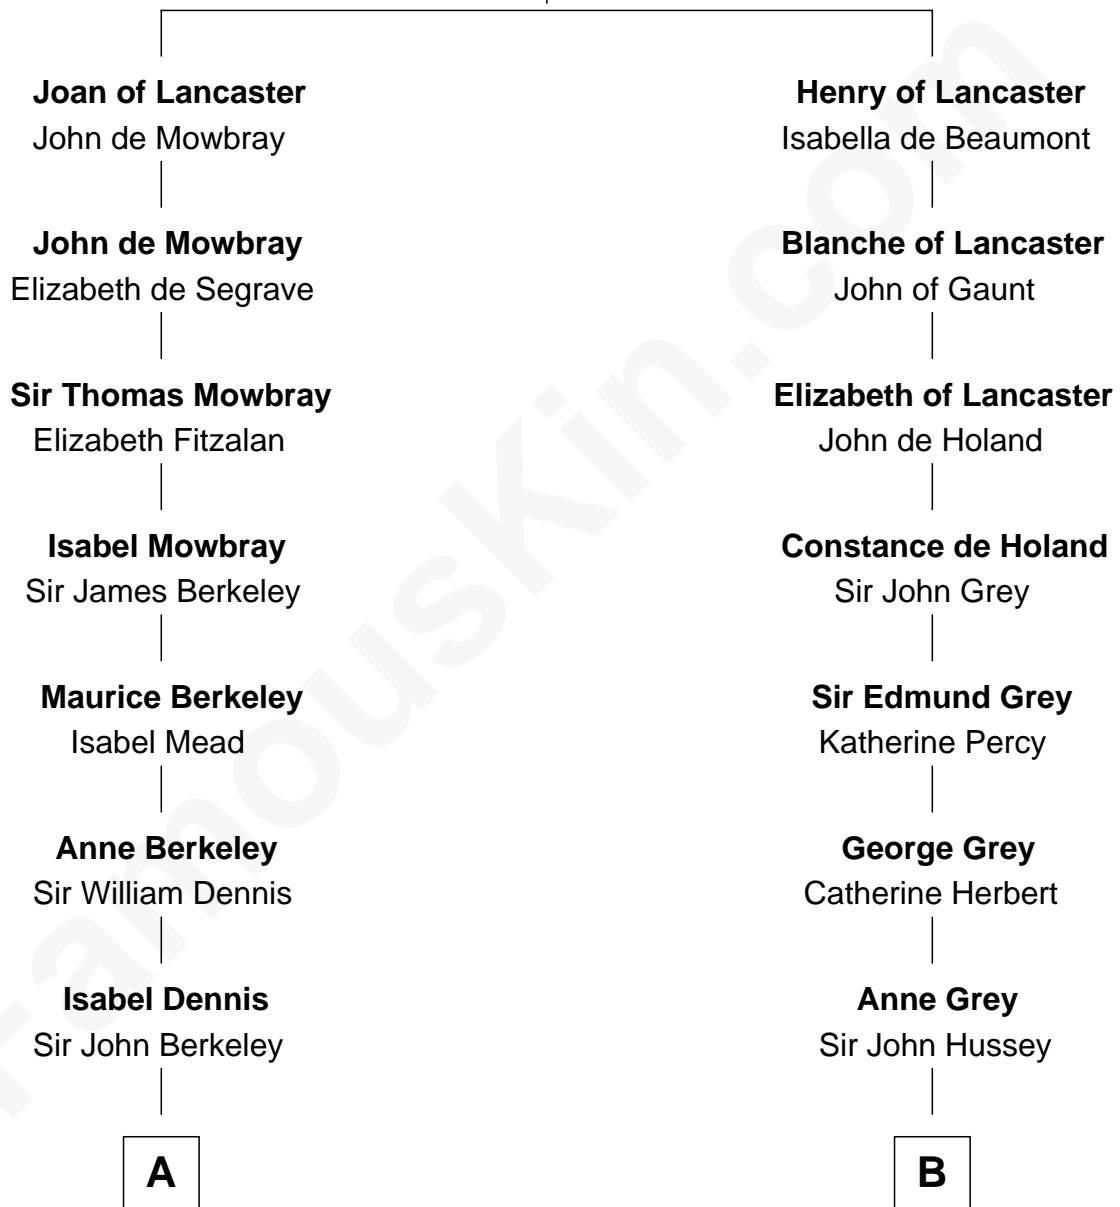 Joan of Lancaster
John de Mowbray
John de Mowbray
Elizabeth de Segrave
Sir Thomas Mowbray
Elizabeth Fitzalan
Isabel Mowbray
Sir James Berkeley
Maurice Berkeley
Isabel Mead
Anne Berkeley
Sir William Dennis
Isabel Dennis
Sir John Berkeley
A
Henry of Lancaster
Isabella de Beaumont
Blanche of Lancaster
John of Gaunt
Elizabeth of Lancaster
John de Holand
Constance de Holand
Sir John Grey
Sir Edmund Grey
Katherine Percy
George Grey
Catherine Herbert
Anne Grey
Sir John Hussey
B
FamousKin.com